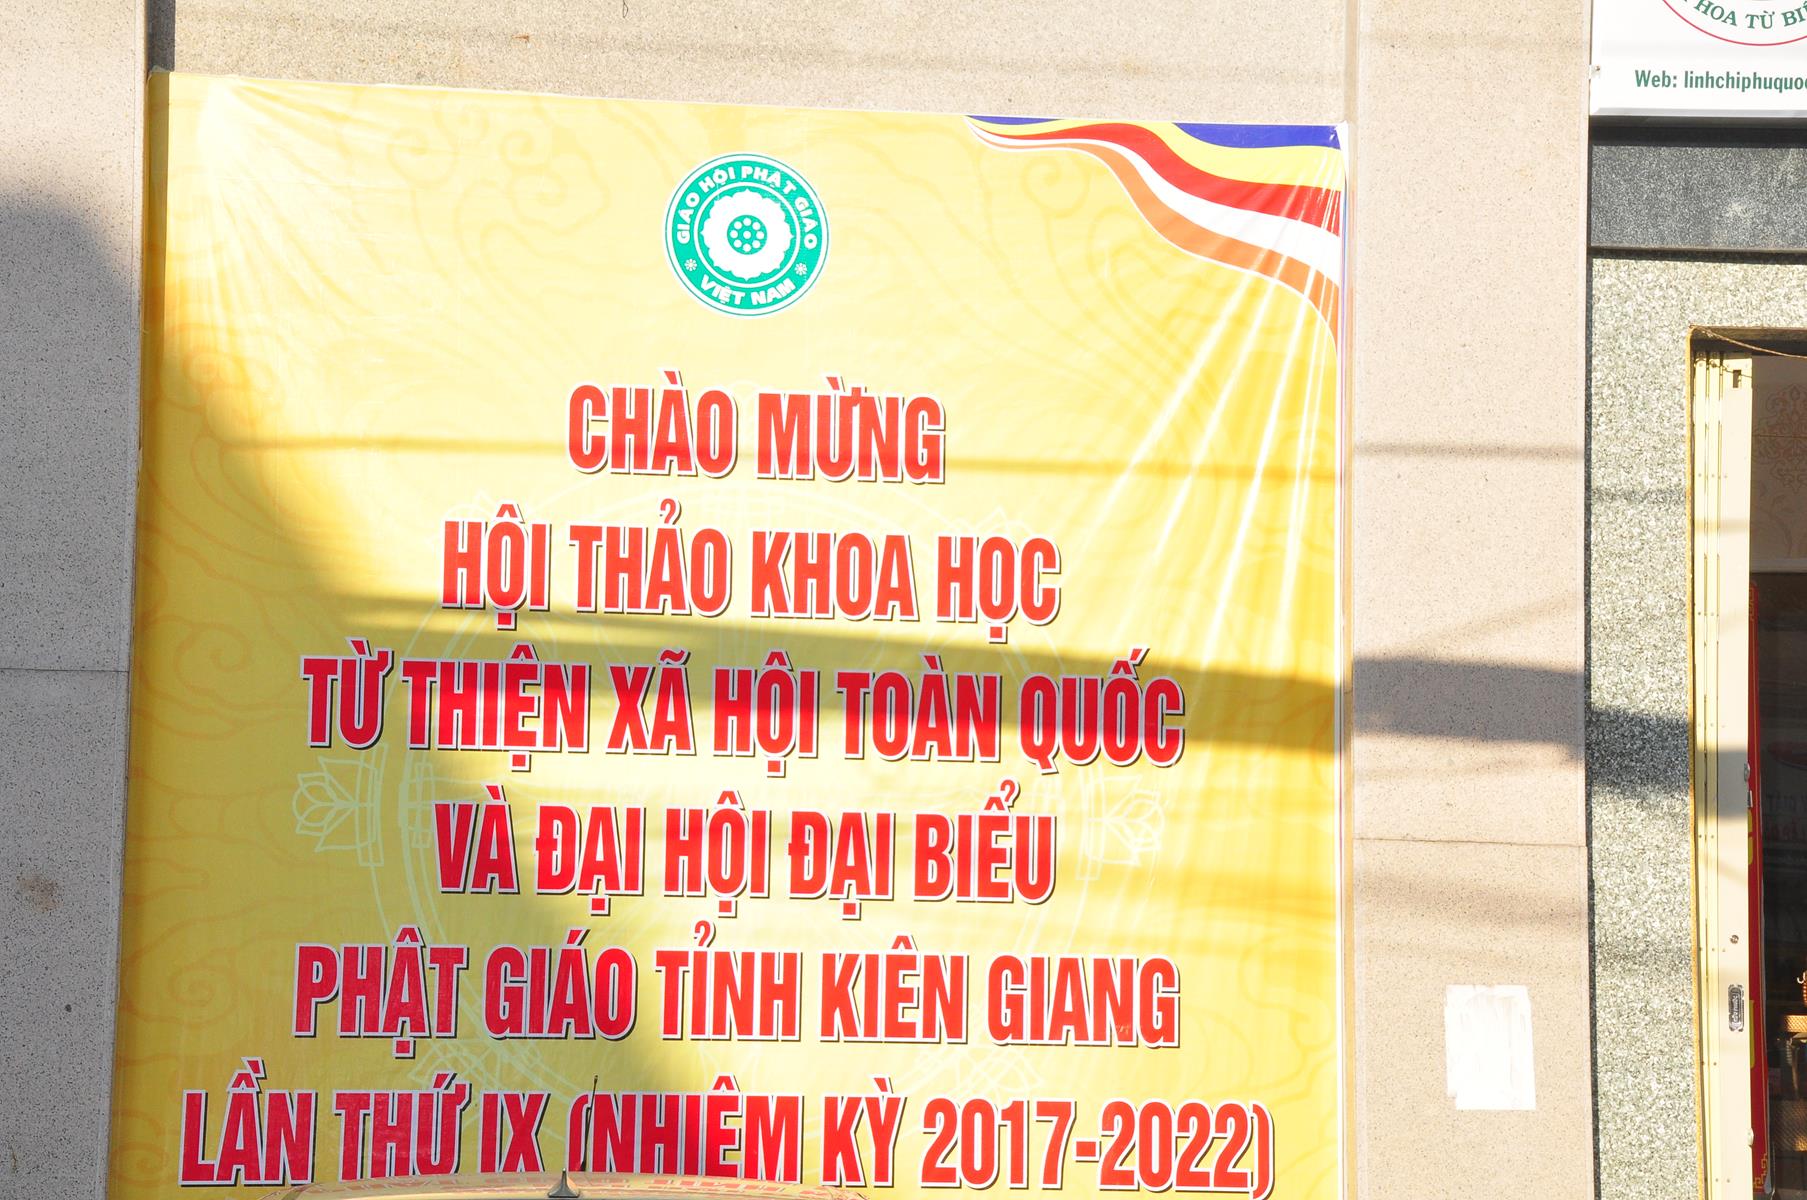 HOA TỪ
Web: linhchiphuquo
GIÁO HỘI PHẬT GIÁO
VIỆT NAM
CHÀO MỪNG
HỘI THẢO KHOA HỌC
TỪ THIỆN XÃ HỘI TOÀN QUỐC
VÀ ĐẠI HỘI ĐẠI BIỂU
PHẬT GIÁO TỈNH KIÊN GIANG
LẦN THỨ IX (NHIỆM KỲ 2017-2022)